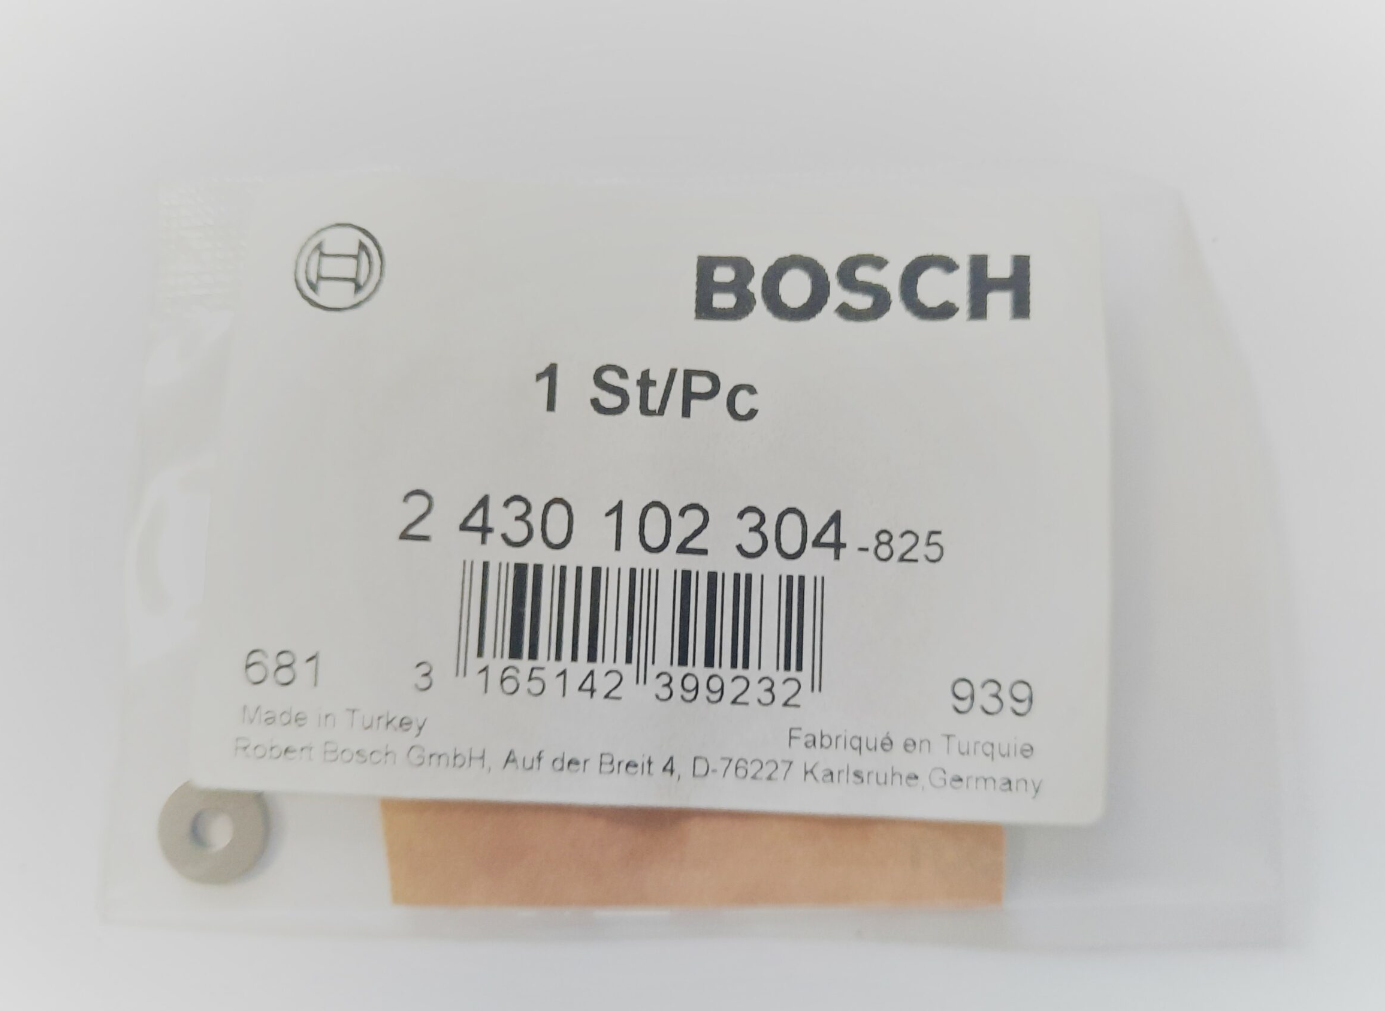 BOSCH
1 St/Pc
2 430 102 304-825
681 3 165142 399232 939
Made in Turkey Fabriqué en Turquie
Robert Bosch GmbH, Auf der Breit 4, D-76227 Karlsruhe,Germany